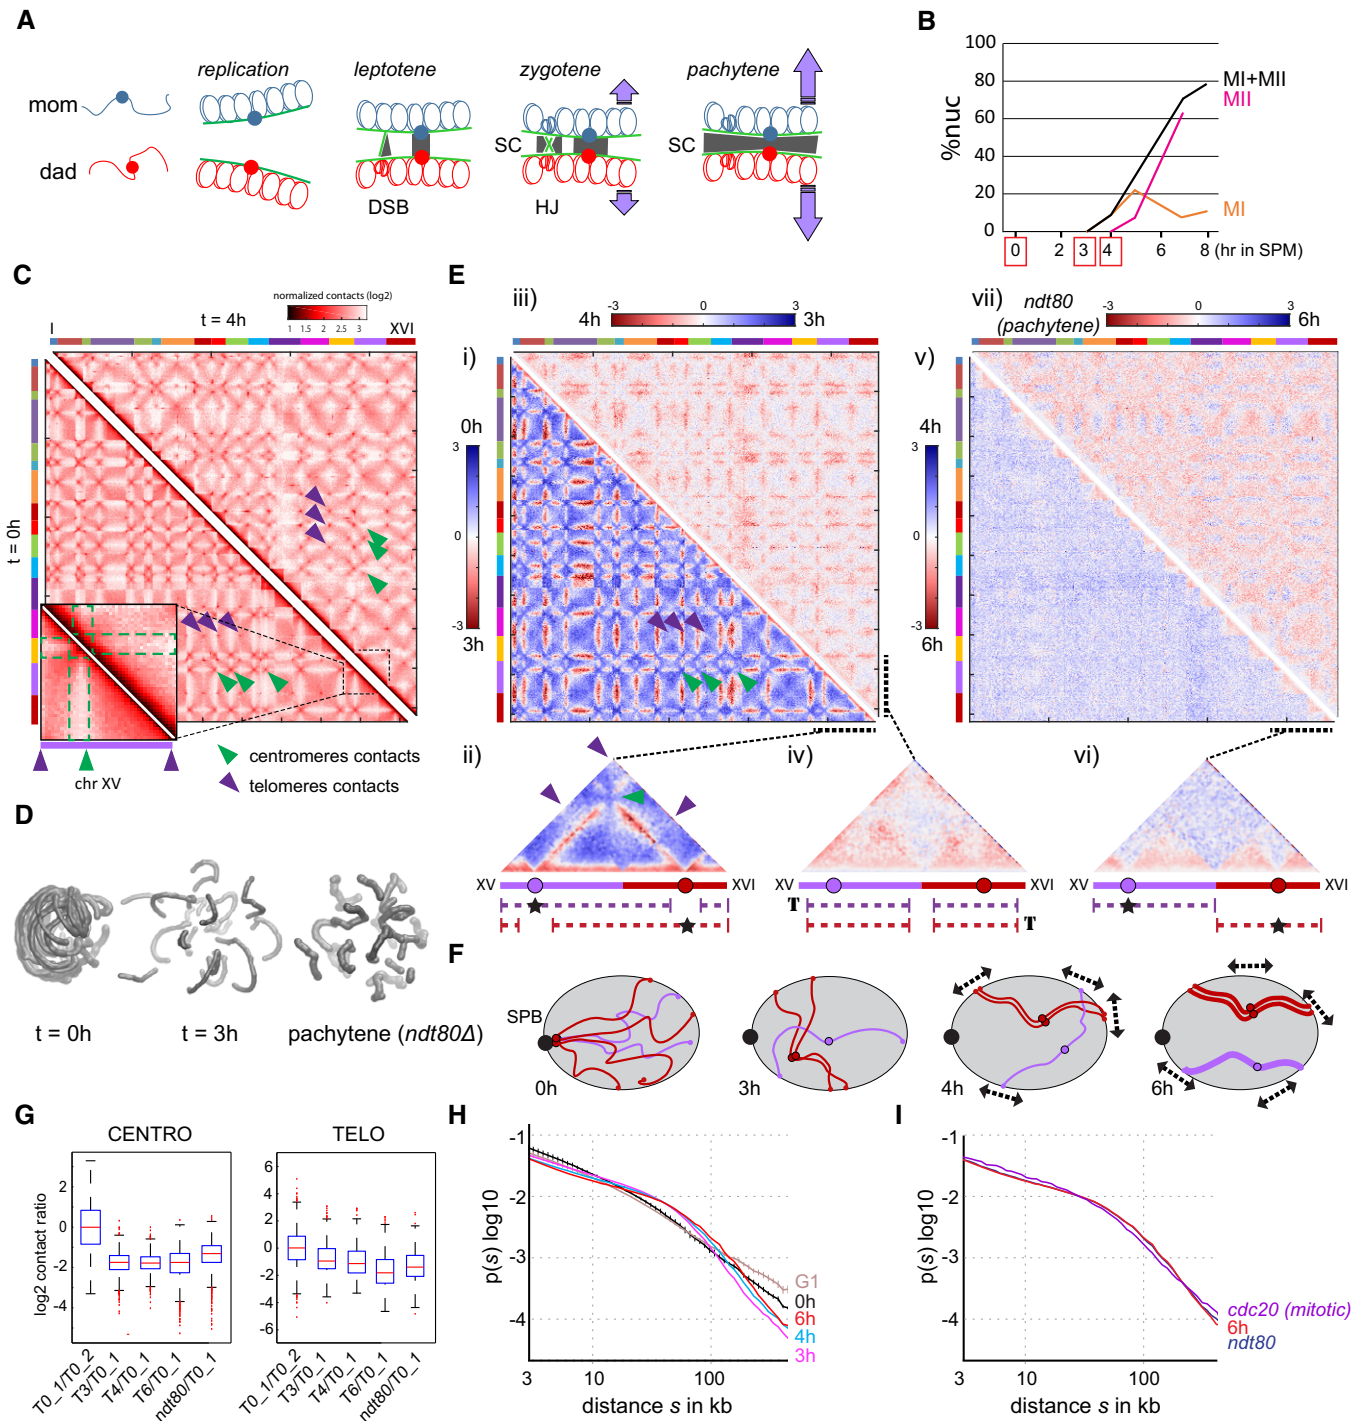 A
replication
leptotene
zygotene
pachytene
mom
dad
SC
SC
DSB
HJ
B
%nuc
100
80
60
40
20
0
MI+MII
MII
MI
0 2 3 4 6 8 (hr in SPM)
C
normalized contacts (log2)
1 1.5 2 2.5 3
t = 4h
I
XVI
t = 0h
chr XV
centromeres contacts
telomeres contacts
D
t = 0h
t = 3h
pachytene (ndt80Δ)
E
iii)
-3 0 3
4h
3h
i)
0h
3
0
-3
3h
vii)
ndt80
(pachytene)
-3 0 3
6h
v)
4h
3
0
-3
6h
ii)
XV
XVI
iv)
XV
XVI
T
T
vi)
XV
XVI
F
SPB
0h
3h
4h
6h
G
CENTRO
log2 contact ratio
2
0
-2
-4
T0_1/T0_2
T3/T0_1
T4/T0_1
T6/T0_1
ndt80/T0_1
TELO
6
4
2
0
-2
-4
-6
T0_1/T0_2
T3/T0_1
T4/T0_1
T6/T0_1
ndt80/T0_1
H
p(s) log10
-1
-2
-3
-4
G1
0h
6h
4h
3h
3 10 100
distance s in kb
I
p(s) log10
-1
-2
-3
-4
cdc20 (mitotic)
6h
ndt80
3 10 100
distance s in kb